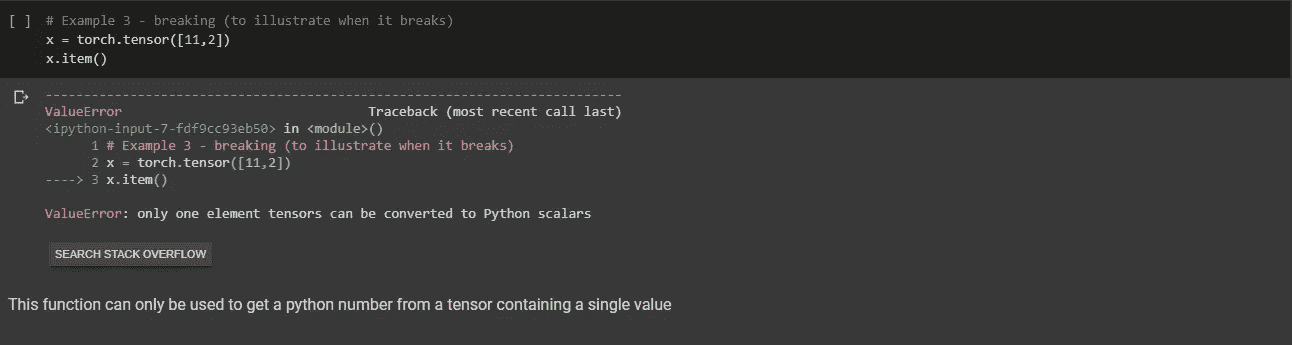 [ ] # Example 3 - breaking (to illustrate when it breaks)
x = torch.tensor([11,2])
x.item()
---------------------------------------------------------------------------
ValueError                                Traceback (most recent call last)
<ipython-input-7-fdf9cc93eb50> in <module>()
      1 # Example 3 - breaking (to illustrate when it breaks)
      2 x = torch.tensor([11,2])
----> 3 x.item()
ValueError: only one element tensors can be converted to Python scalars
SEARCH STACK OVERFLOW
This function can only be used to get a python number from a tensor containing a single value